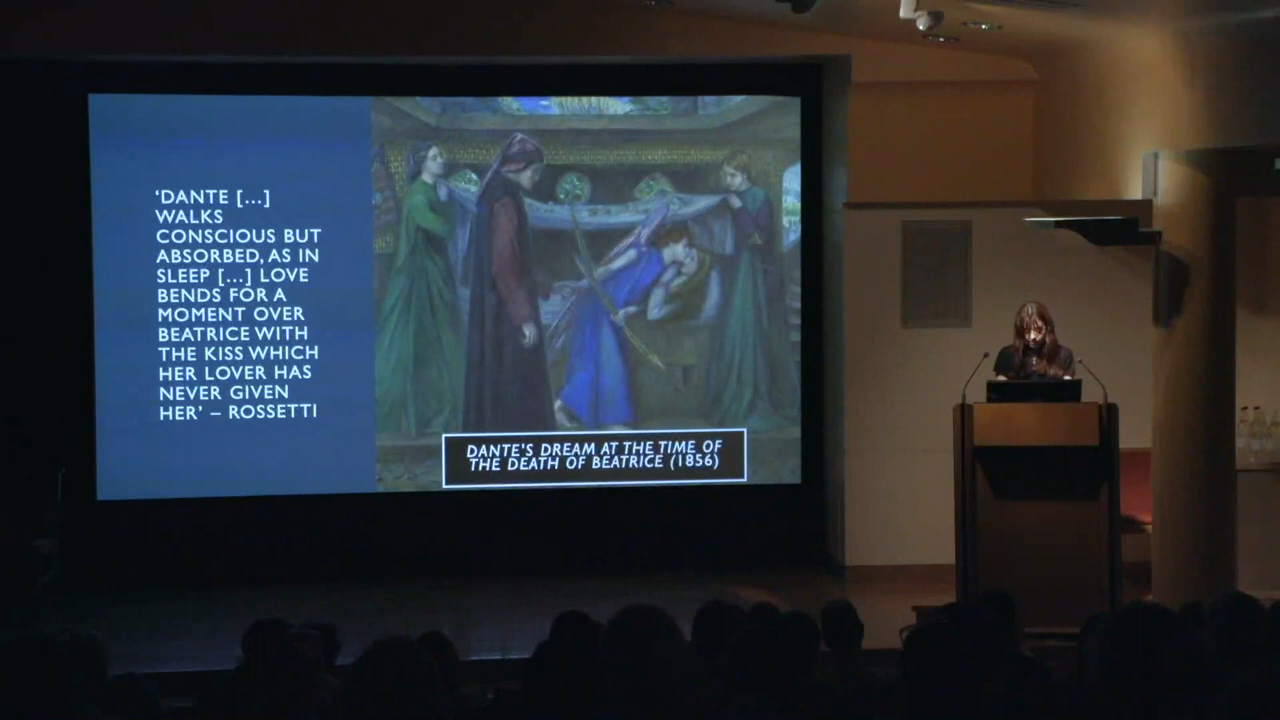 ‘DANTE [...]
WALKS
CONSCIOUS BUT
ABSORBED, AS IN
SLEEP [...] LOVE
BENDS FOR A
MOMENT OVER
BEATRICE WITH
THE KISS WHICH
HER LOVER HAS
NEVER GIVEN
HER’ – ROSSETTI
DANTE'S DREAM AT THE TIME OF
THE DEATH OF BEATRICE (1856)